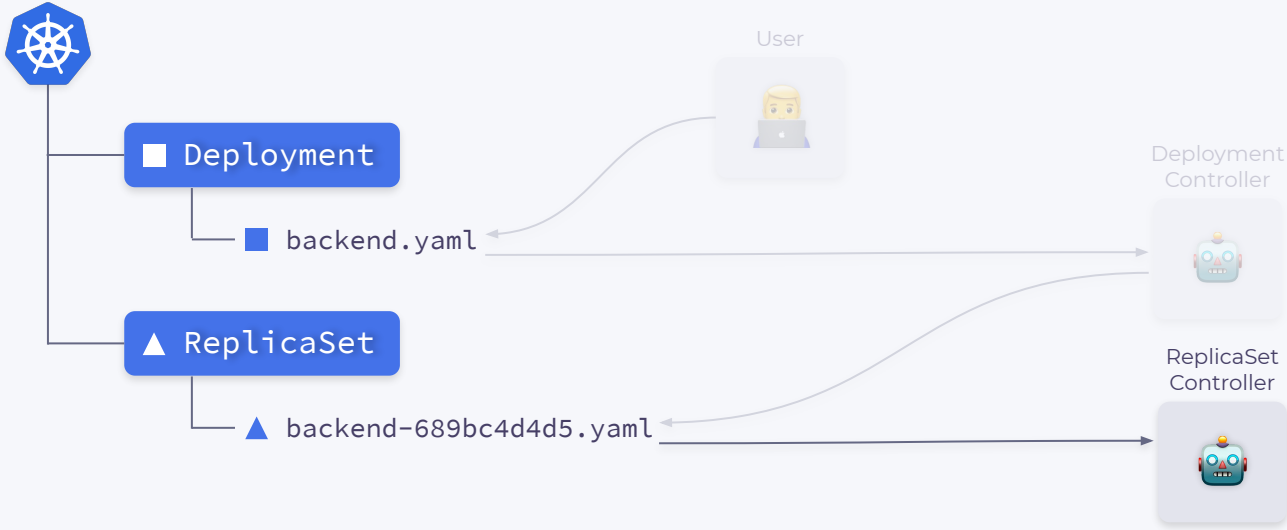 User
Deployment
Deployment
Controller
backend.yaml
ReplicaSet
ReplicaSet
Controller
backend-689bc4d4d5.yaml